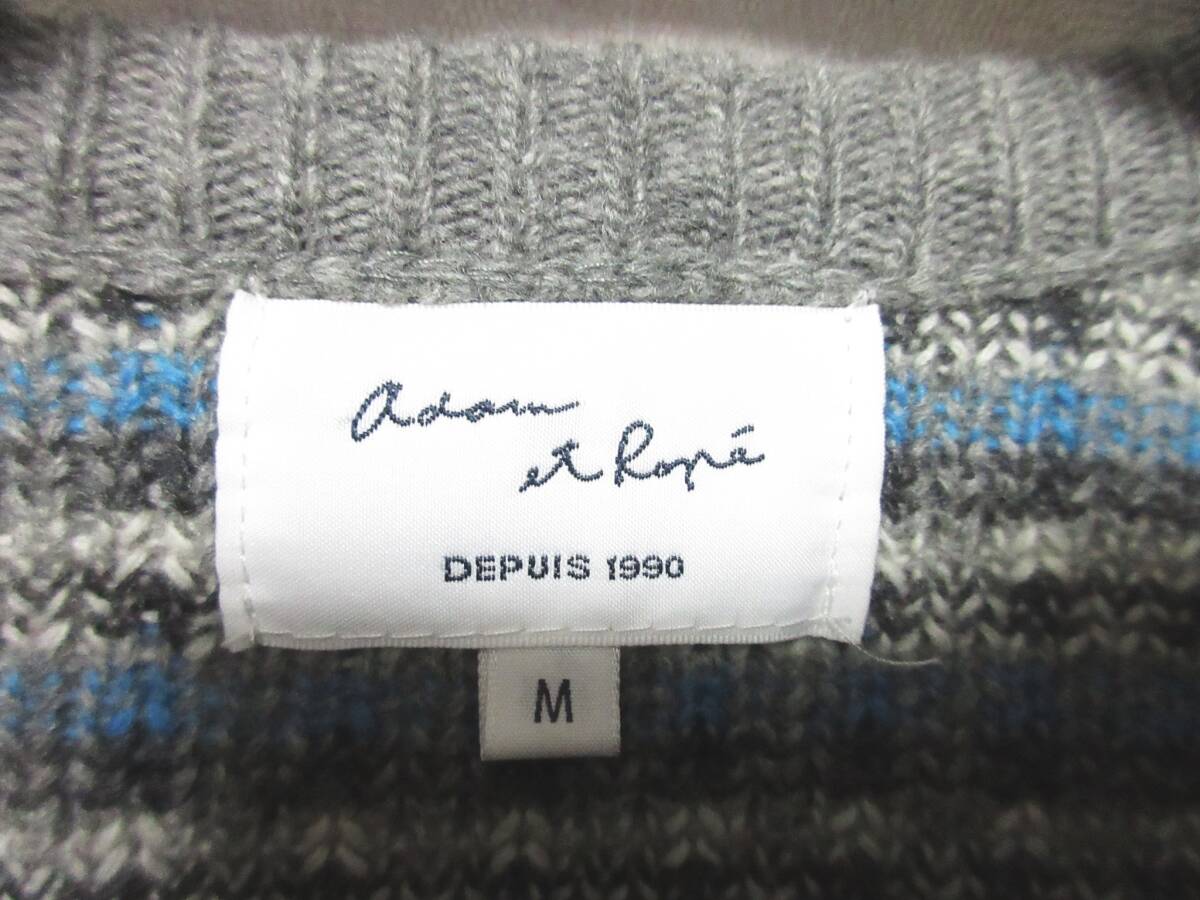 adam
et Ropé
DEPUIS 1990
M